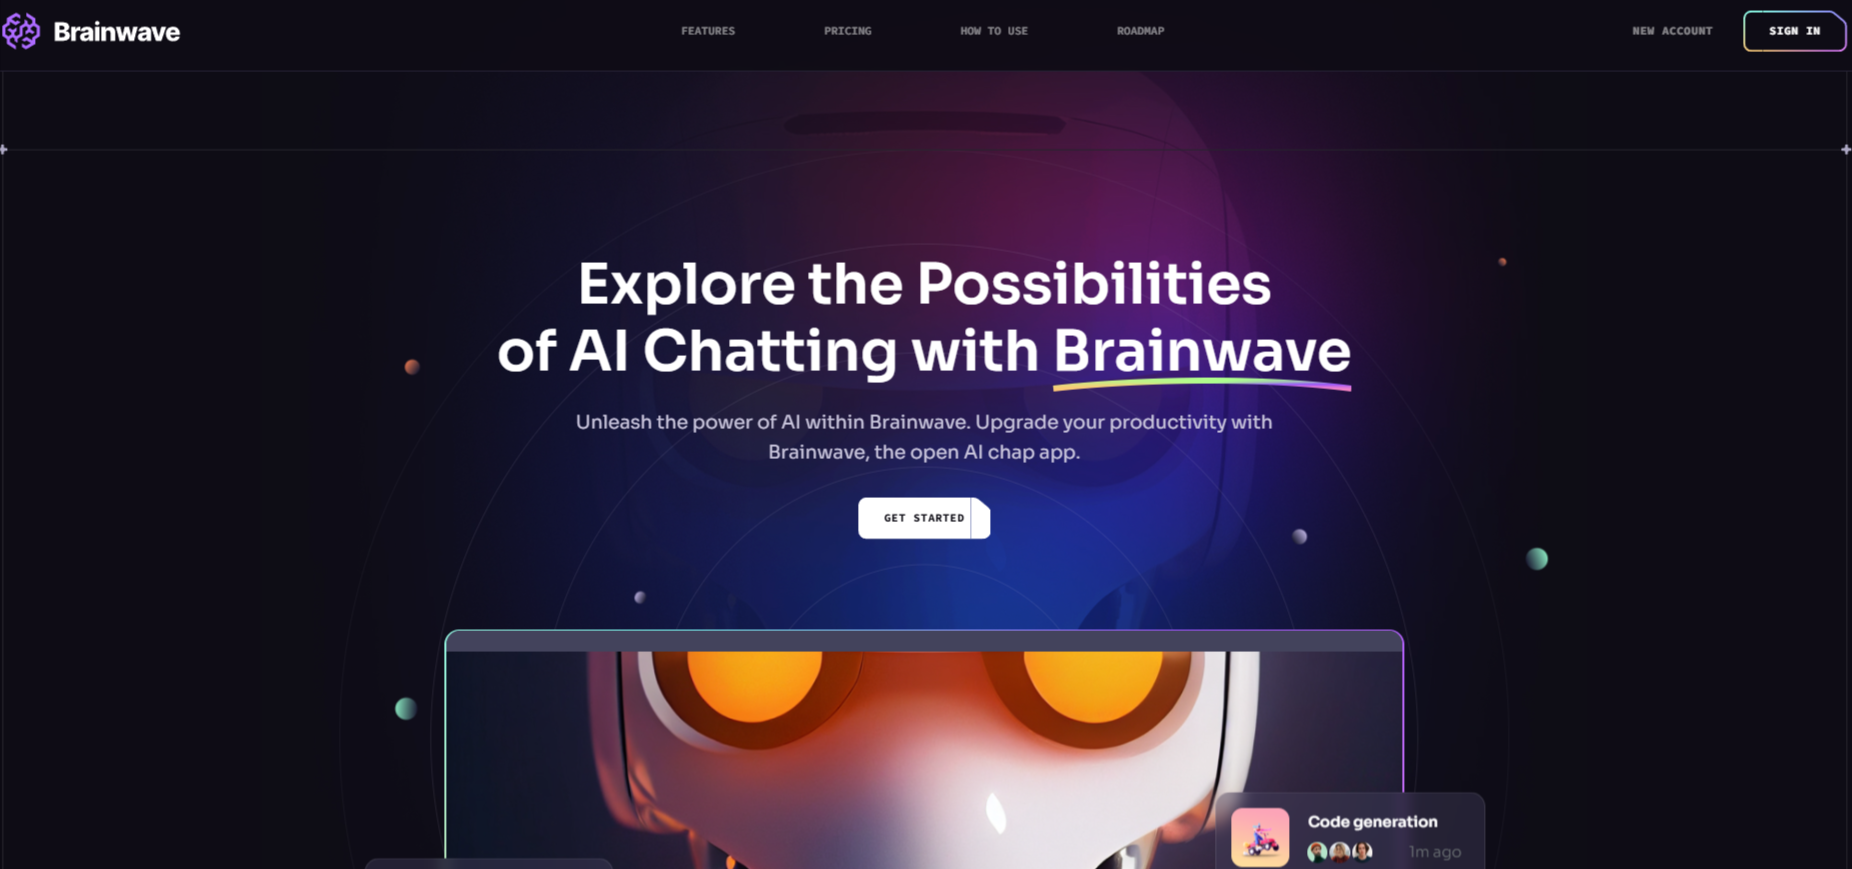 Brainwave
FEATURES
PRICING
HOW TO USE
ROADMAP
NEW ACCOUNT
SIGN IN
Explore the Possibilities
of AI Chatting with Brainwave
Unleash the power of AI within Brainwave. Upgrade your productivity with
Brainwave, the open AI chap app.
GET STARTED
Code generation
1m ago